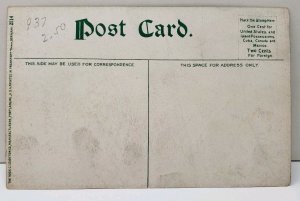 937
2.50
Post Card.
Place the Stamp Here
One Cent for
United States, and
Island Possessions,
Cuba, Canada and
Mexico.
Two Cents
For Foreign.
THIS SIDE MAY BE USED FOR CORRESPONDENCE
THIS SPACE FOR ADDRESS ONLY.